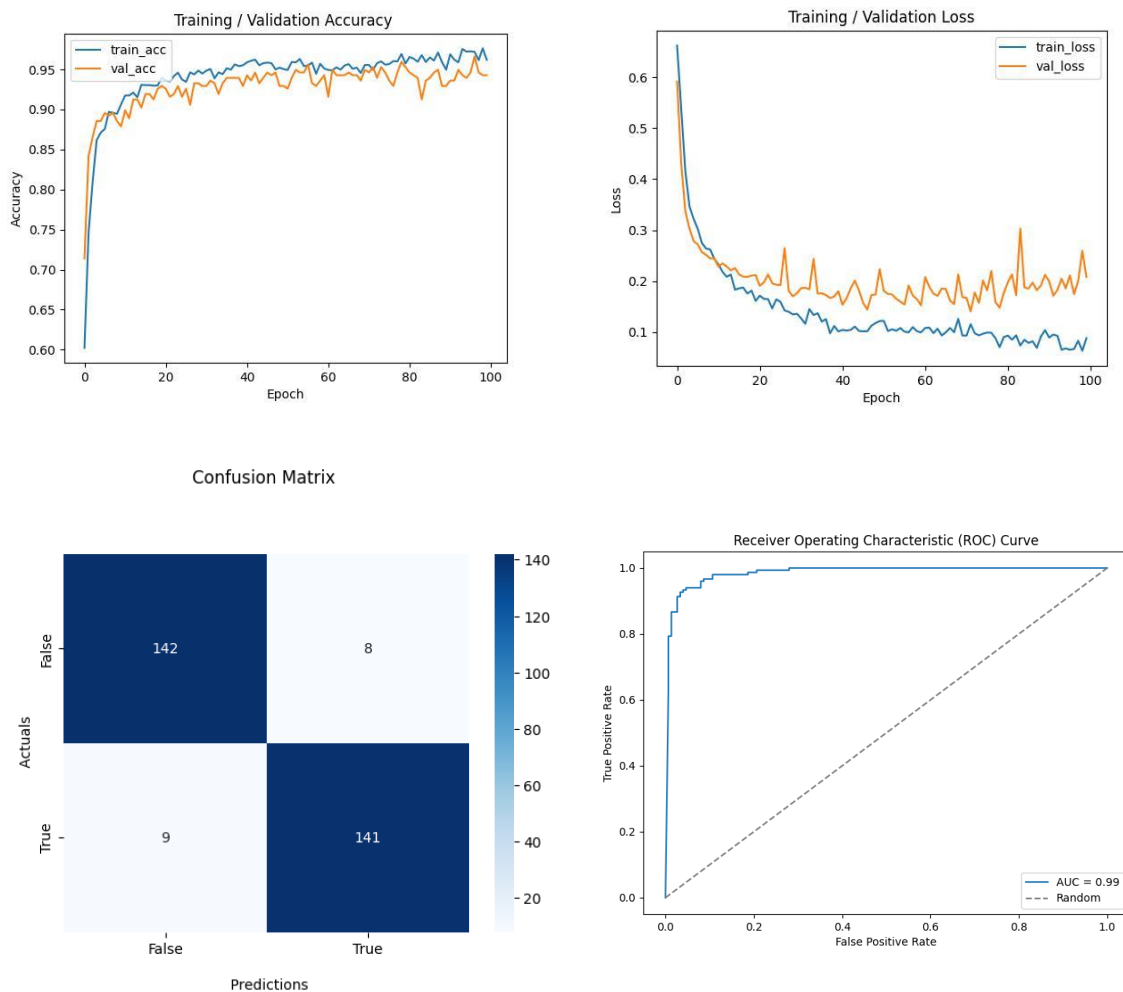 Training / Validation Accuracy
train_acc
val_acc
0.95
0.90
0.85
0.80
0.75
0.70
0.65
0.60
Accuracy
0 20 40 60 80 100
Epoch
Training / Validation Loss
train_loss
val_loss
0.6
0.5
0.4
0.3
0.2
0.1
Loss
0 20 40 60 80 100
Epoch
Confusion Matrix
142 8
9 141
False
True
Actuals
False True
Predictions
140
120
100
80
60
40
20
Receiver Operating Characteristic (ROC) Curve
1.0
0.8
0.6
0.4
0.2
0.0
True Positive Rate
AUC = 0.99
Random
0.0 0.2 0.4 0.6 0.8 1.0
False Positive Rate